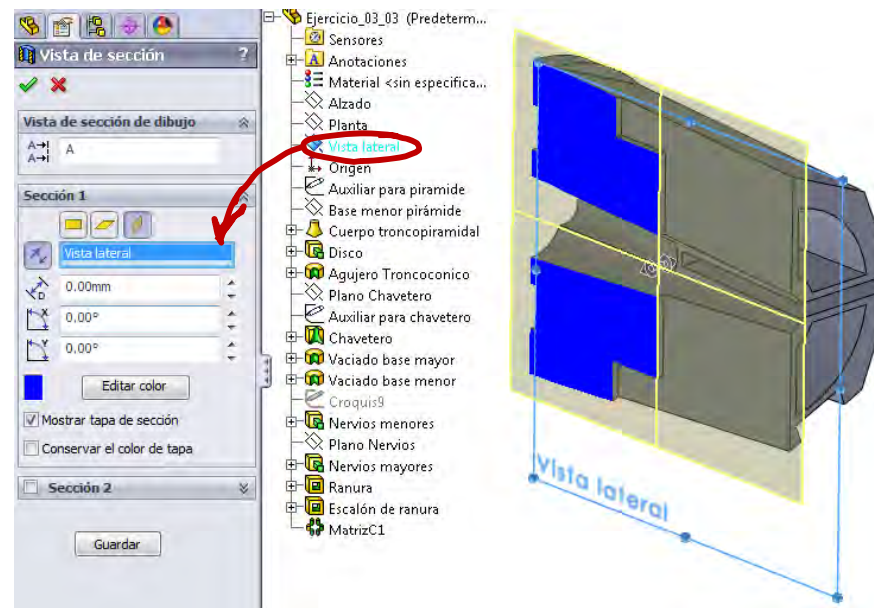 Vista de sección ?
Vista de sección de dibujo
A
A
A
Sección 1
Vista lateral
D
0.00mm
X
0.00°
Y
0.00°
Editar color
Mostrar tapa de sección
Conservar el color de tapa
Sección 2
Guardar
Ejercicio_03_03 (Predeterm...
Sensores
A Anotaciones
Material <sin especifica...
Alzado
Planta
Vista lateral
Origen
Auxiliar para piramide
Base menor pirámide
Cuerpo troncopiramidal
Disco
Agujero Troncoconico
Plano Chavetero
Auxiliar para chavetero
Chavetero
Vaciado base mayor
Vaciado base menor
Croquis9
Nervios menores
Plano Nervios
Nervios mayores
Ranura
Escalón de ranura
MatrizC1
Vista lateral